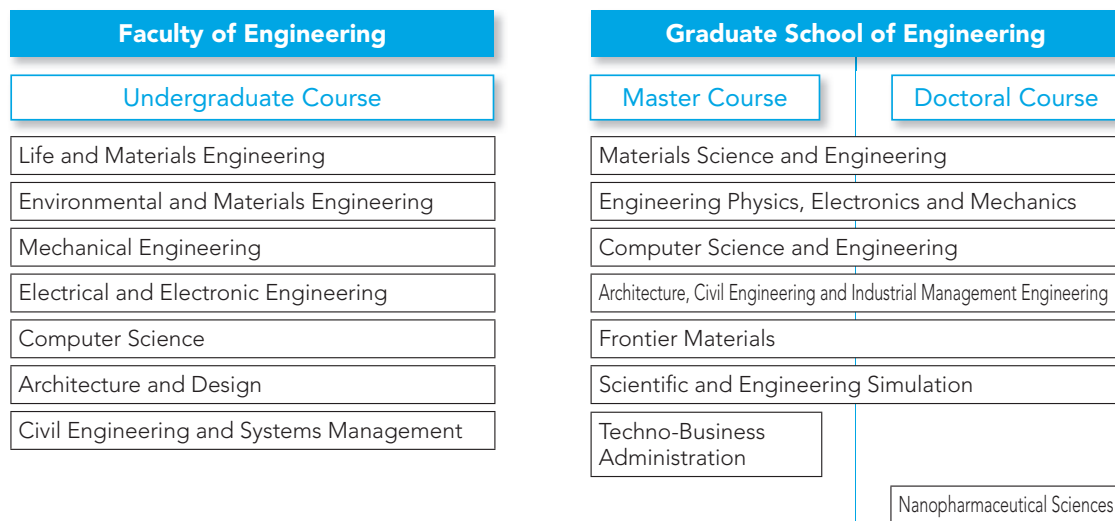 Faculty of Engineering
Undergraduate Course
Life and Materials Engineering
Environmental and Materials Engineering
Mechanical Engineering
Electrical and Electronic Engineering
Computer Science
Architecture and Design
Civil Engineering and Systems Management
Graduate School of Engineering
Master Course
Doctoral Course
Materials Science and Engineering
Engineering Physics, Electronics and Mechanics
Computer Science and Engineering
Architecture, Civil Engineering and Industrial Management Engineering
Frontier Materials
Scientific and Engineering Simulation
Techno-Business
Administration
Nanopharmaceutical Sciences